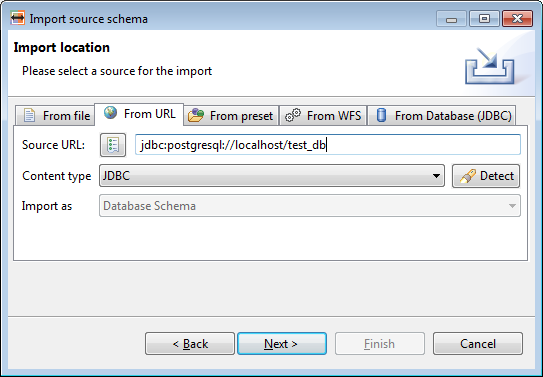 Import source schema
Import location
Please select a source for the import
From file From URL From preset From WFS From Database (JDBC)
Source URL: jdbc:postgresql://localhost/test_db
Content type JDBC Detect
Import as Database Schema
< Back Next > Finish Cancel